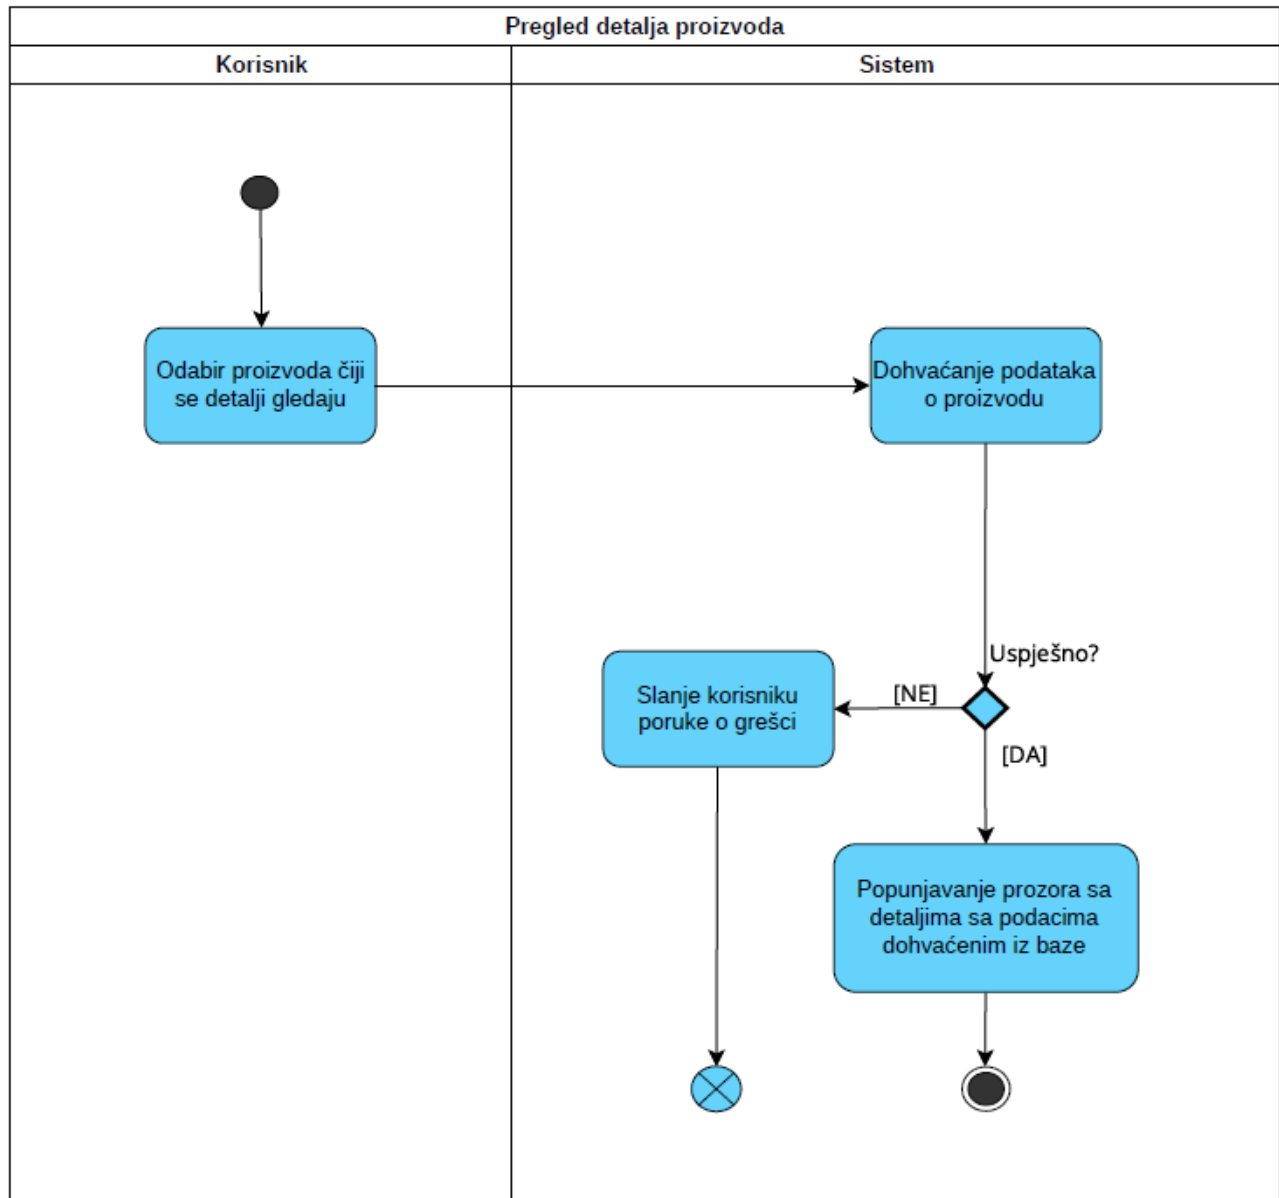 Pregled detalja proizvoda
Korisnik
Sistem
Odabir proizvoda čiji
se detalji gledaju
Dohvaćanje podataka
o proizvodu
Uspješno?
[NE]
Slanje korisniku
poruke o grešci
[DA]
Popunjavanje prozora sa
detaljima sa podacima
dohvaćenim iz baze